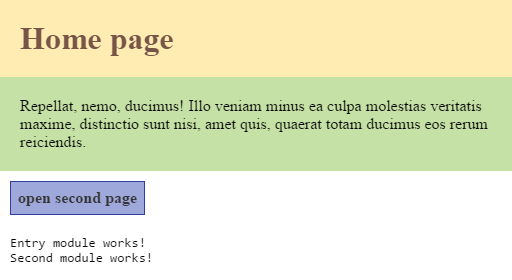 Home page
Repellat, nemo, ducimus! Illo veniam minus ea culpa molestias veritatis
maxime, distinctio sunt nisi, amet quis, quaerat totam ducimus eos rerum
reiciendis.
open second page
Entry module works!
Second module works!